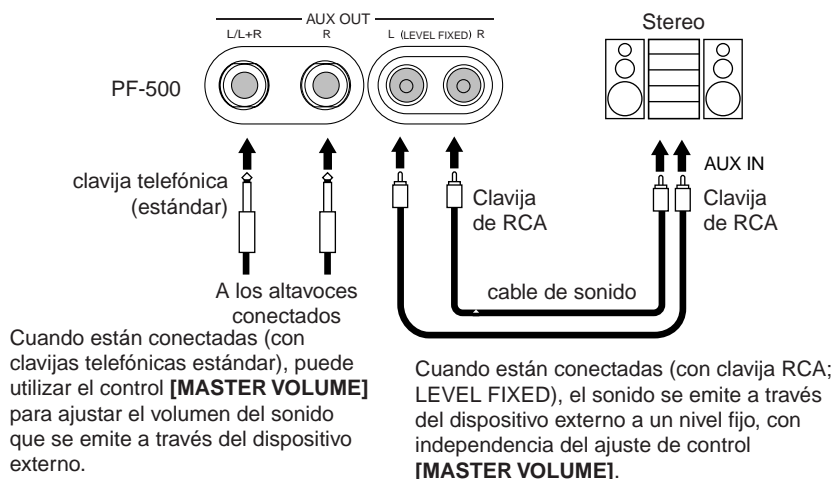 AUX OUT
L/L+R
R
L (LEVEL FIXED) R
Stereo
PF-500
AUX IN
clavija telefónica
(estándar)
Clavija
de RCA
Clavija
de RCA
A los altavoces
conectados
cable de sonido
Cuando están conectadas (con
clavijas telefónicas estándar), puede
utilizar el control [MASTER VOLUME]
para ajustar el volumen del sonido
que se emite a través del dispositivo
externo.
Cuando están conectadas (con clavija RCA;
LEVEL FIXED), el sonido se emite a través
del dispositivo externo a un nivel fijo, con
independencia del ajuste de control
[MASTER VOLUME].